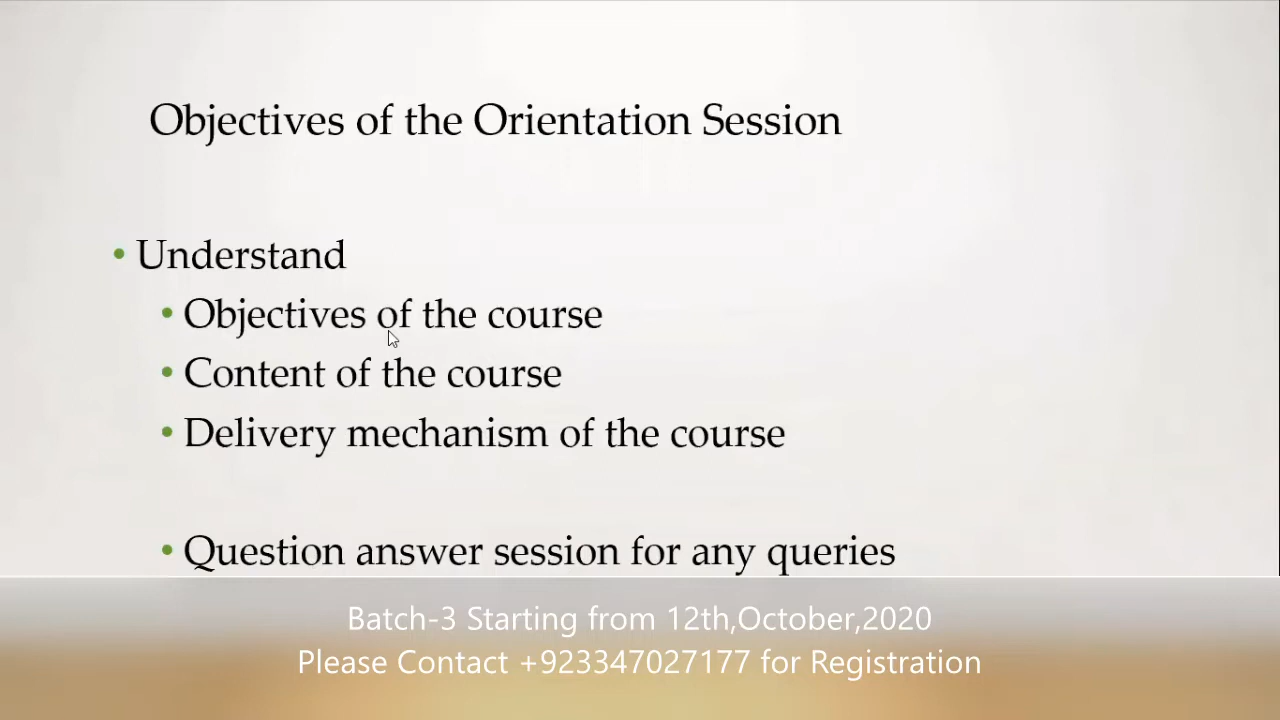 Objectives of the Orientation Session
• Understand
• Objectives of the course
• Content of the course
• Delivery mechanism of the course
• Question answer session for any queries
Batch-3 Starting from 12th,October,2020
Please Contact +923347027177 for Registration